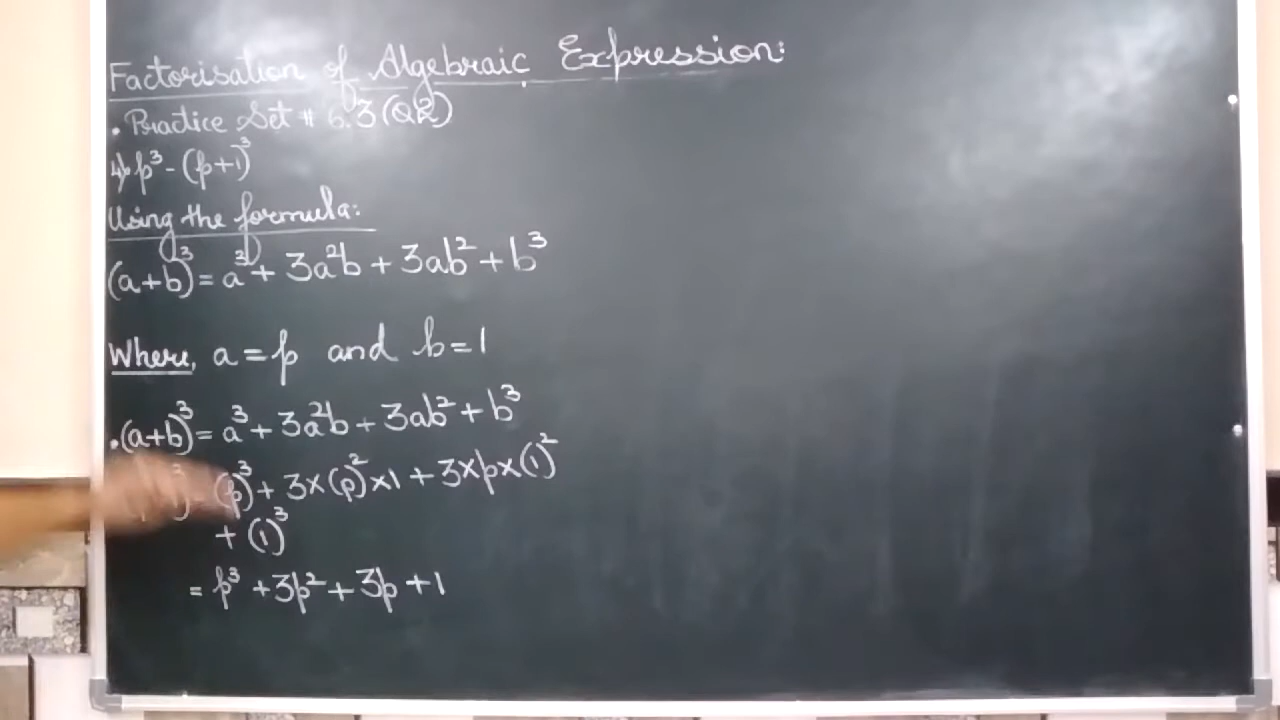 Factorisation of Algebraic Expression:
• Practice Set # 6.3 (Q2)
4) p³ - (p+1)³
Using the formula:
(a+b)³ = a³ + 3a²b + 3ab² + b³
Where, a = p and b = 1
• (a+b)³ = a³ + 3a²b + 3ab² + b³
(p)³ + 3×(p)²×1 + 3×p×(1)²
+ (1)³
= p³ + 3p² + 3p + 1